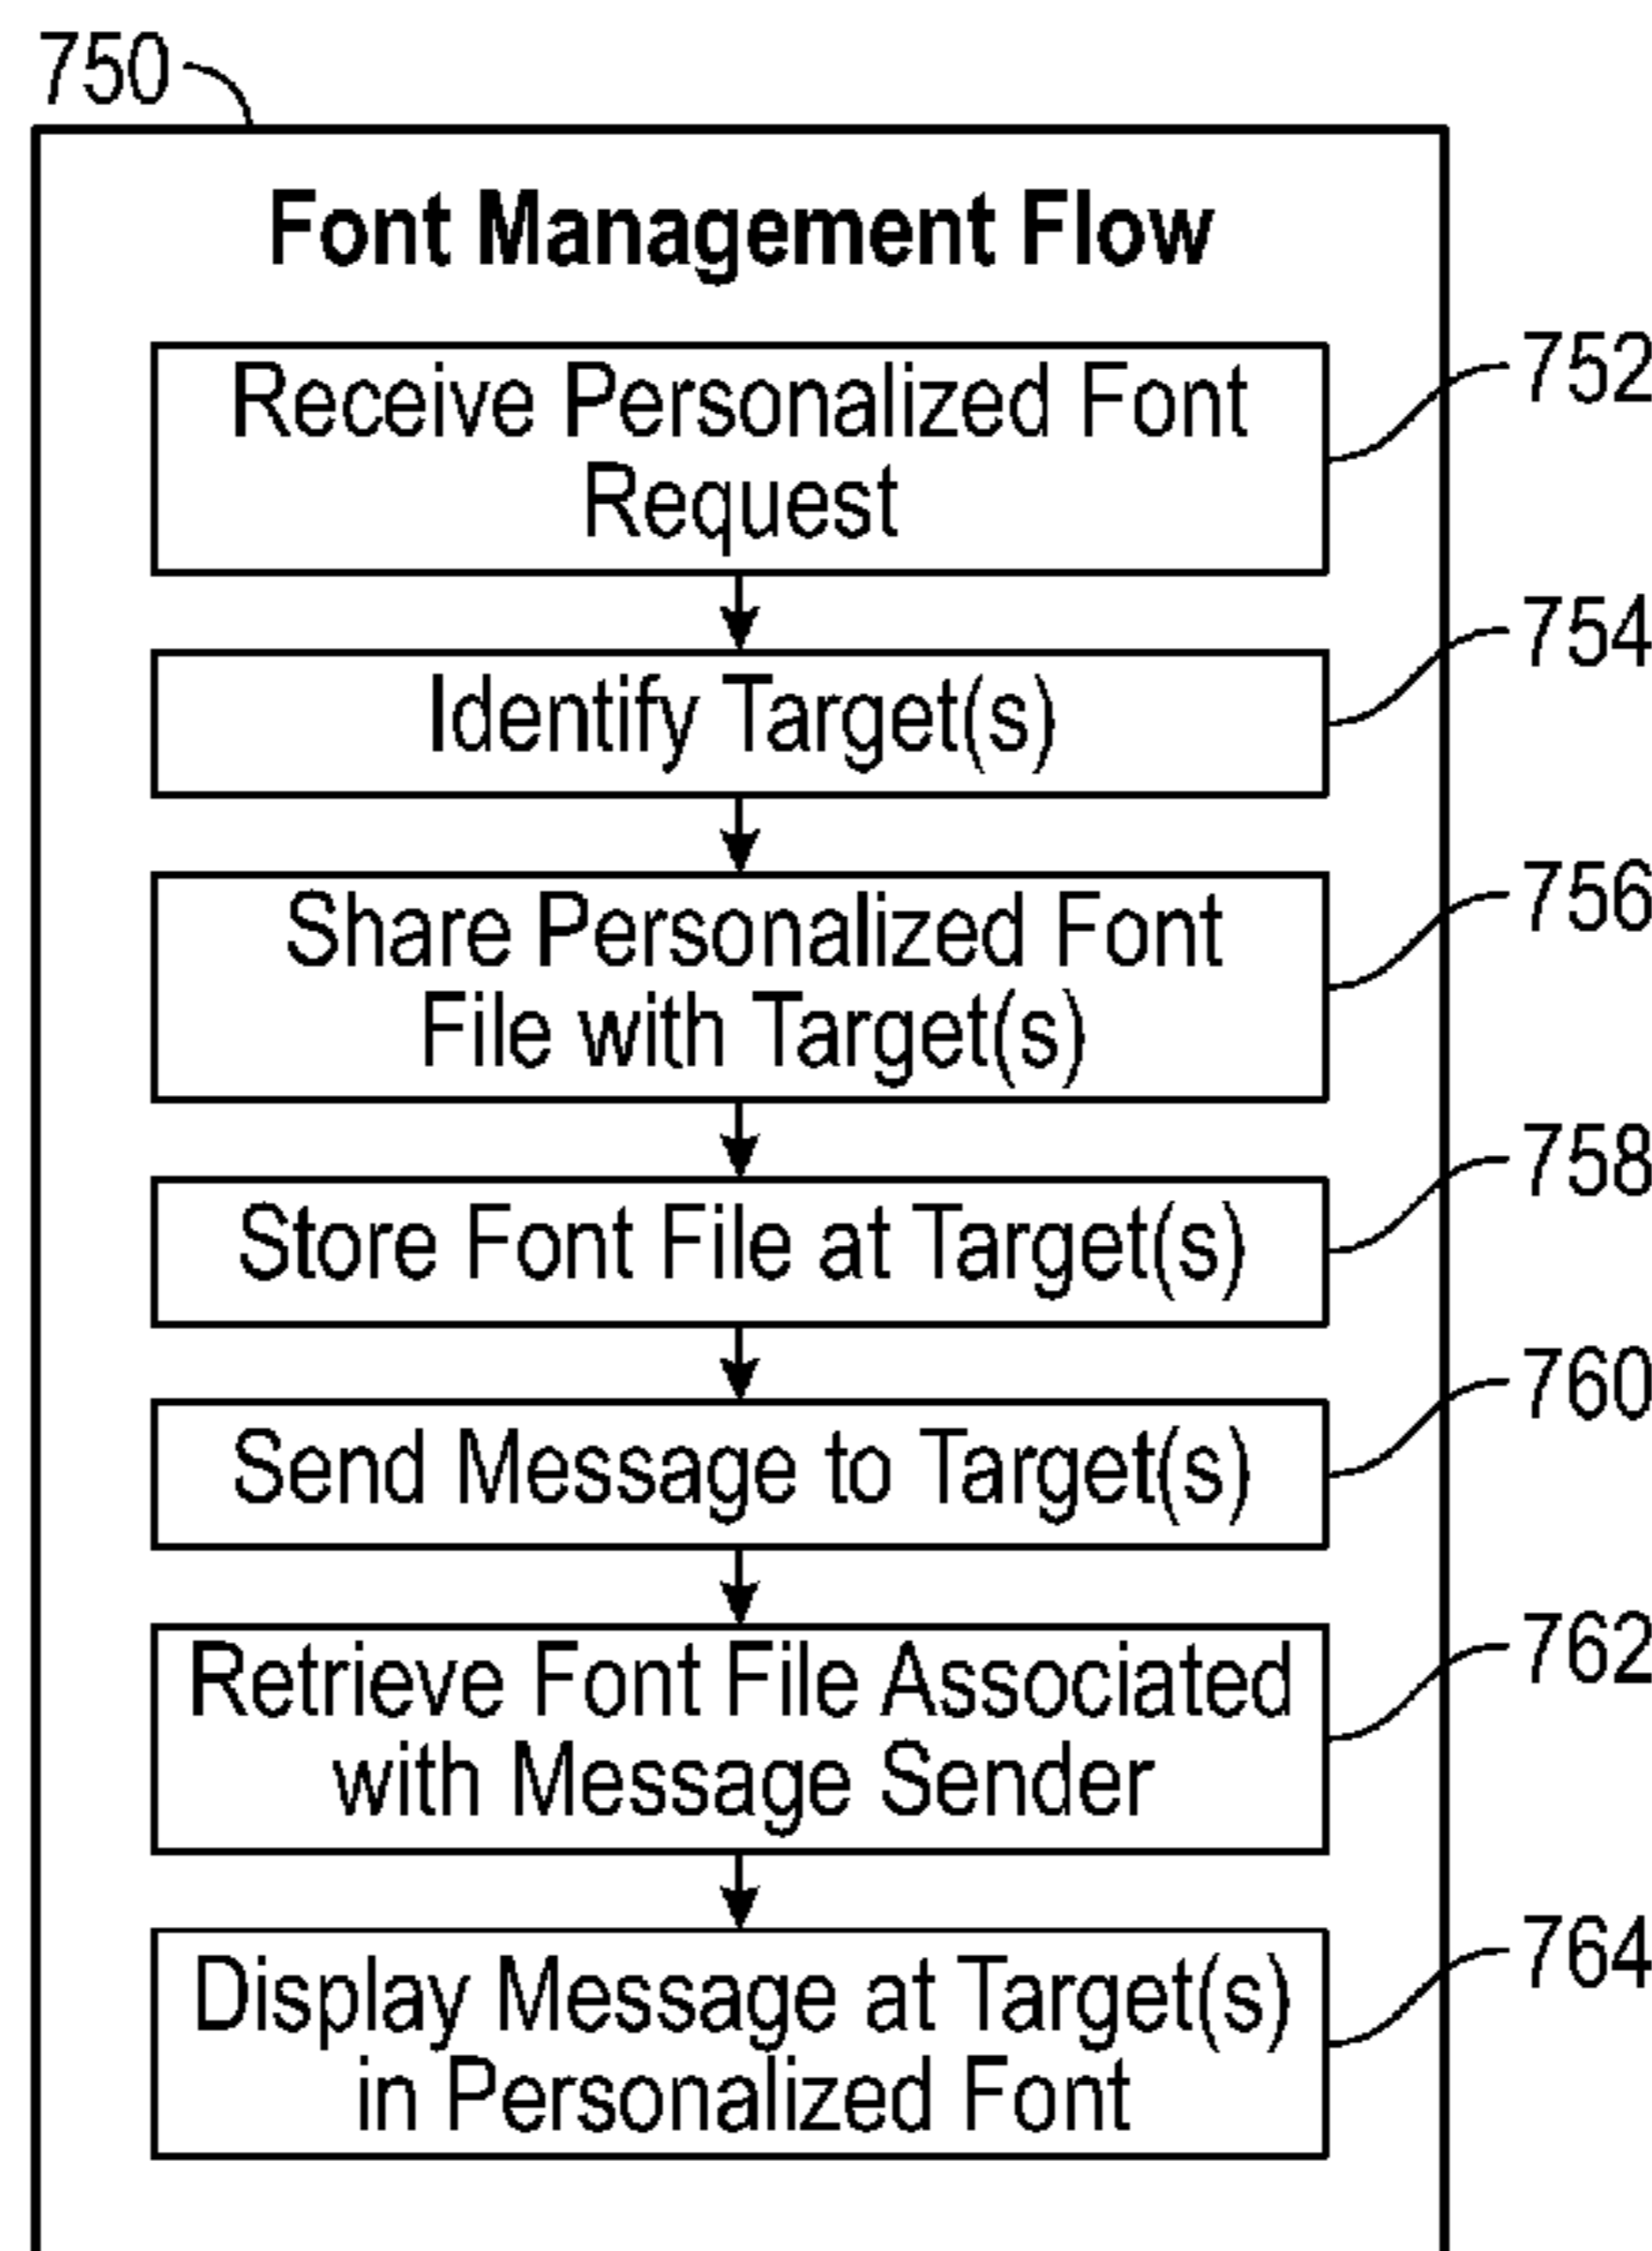 750
Font Management Flow
Receive Personalized Font
Request
752
Identify Target(s)
754
Share Personalized Font
File with Target(s)
756
Store Font File at Target(s)
758
Send Message to Target(s)
760
Retrieve Font File Associated
with Message Sender
762
Display Message at Target(s)
in Personalized Font
764